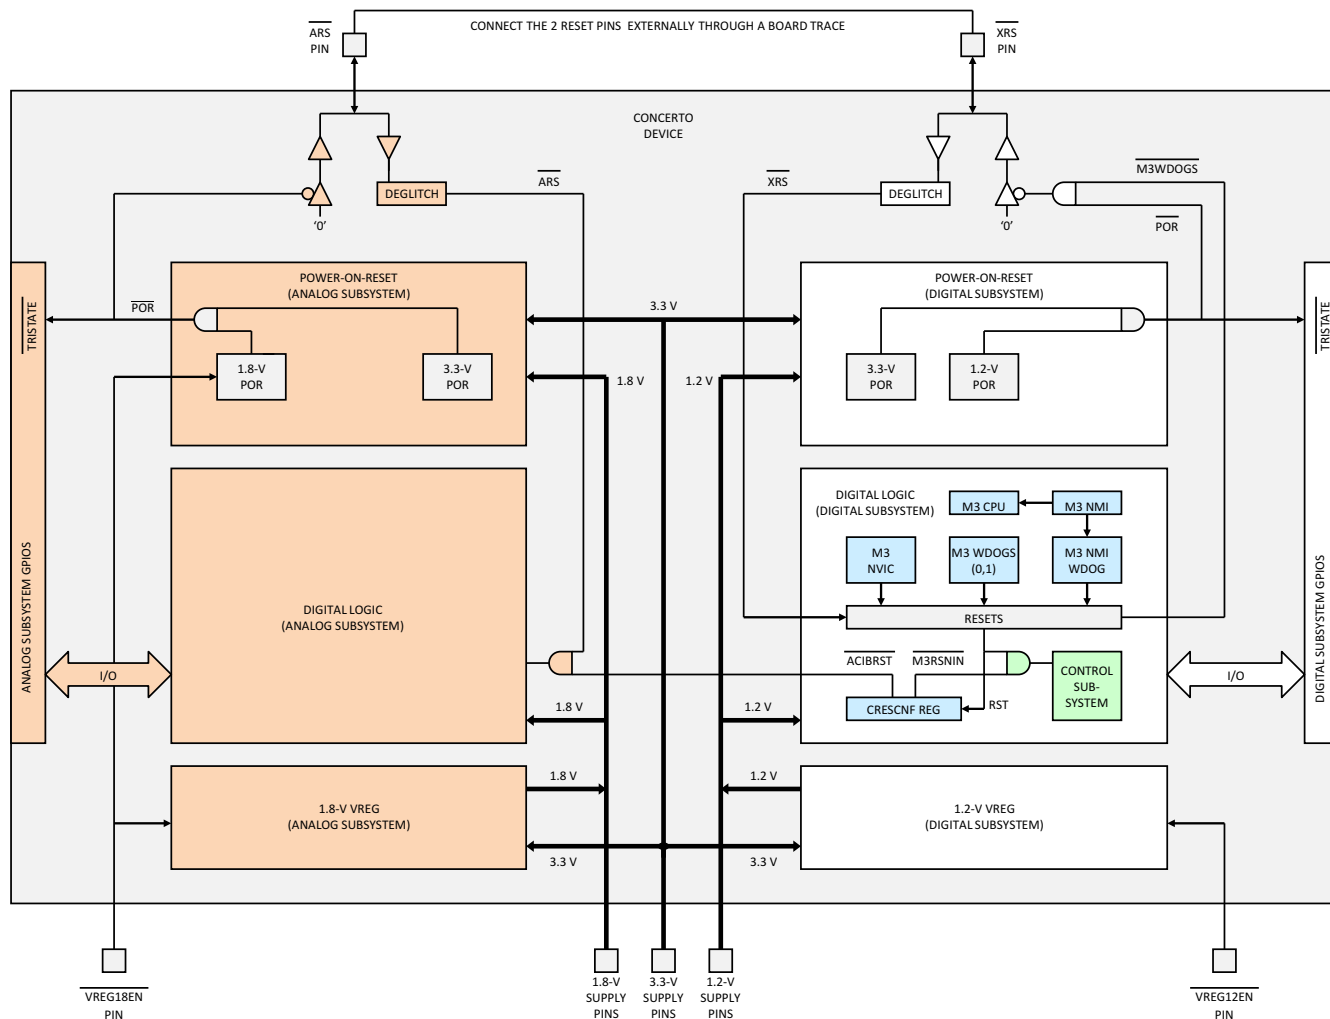 CONNECT THE 2 RESET PINS EXTERNALLY THROUGH A BOARD TRACE
ARS
PIN
XRS
PIN
CONCERTO
DEVICE
DEGLITCH
ARS
'0'
XRS
DEGLITCH
'0'
M3WDOGS
POR
POWER-ON-RESET
(ANALOG SUBSYSTEM)
POR
1.8-V
POR
3.3-V
POR
TRISTATE
ANALOG SUBSYSTEM GPIOS
3.3 V
1.8 V
1.2 V
POWER-ON-RESET
(DIGITAL SUBSYSTEM)
3.3-V
POR
1.2-V
POR
TRISTATE
DIGITAL SUBSYSTEM GPIOS
DIGITAL LOGIC
(ANALOG SUBSYSTEM)
I/O
DIGITAL LOGIC
(DIGITAL SUBSYSTEM)
M3 CPU
M3 NMI
M3
NVIC
M3 WDOGS
(0,1)
M3 NMI
WDOG
RESETS
ACIBRST
M3RSNIN
CRESCNF REG
RST
CONTROL
SUB-
SYSTEM
I/O
1.8 V
1.2 V
1.8 V
1.2 V
1.8-V VREG
(ANALOG SUBSYSTEM)
1.2-V VREG
(DIGITAL SUBSYSTEM)
3.3 V
3.3 V
VREG18EN
PIN
1.8-V
SUPPLY
PINS
3.3-V
SUPPLY
PINS
1.2-V
SUPPLY
PINS
VREG12EN
PIN